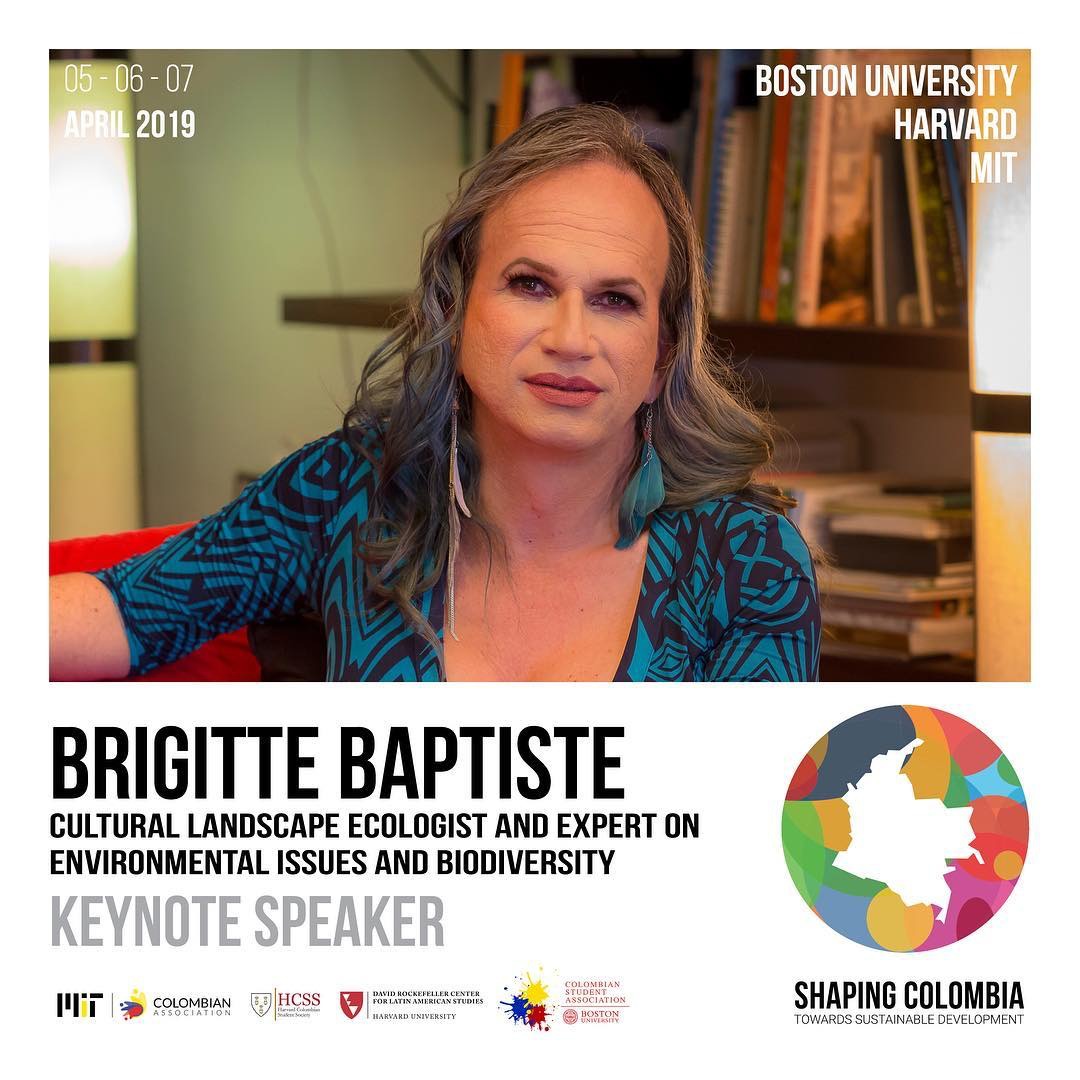 05 - 06 - 07
APRIL 2019
BOSTON UNIVERSITY
HARVARD
MIT
BRIGITTE BAPTISTE
CULTURAL LANDSCAPE ECOLOGIST AND EXPERT ON
ENVIRONMENTAL ISSUES AND BIODIVERSITY
KEYNOTE SPEAKER
MIT
COLOMBIAN
ASSOCIATION
HCSS
Harvard Colombian
Student Society
DAVID ROCKEFELLER CENTER
FOR LATIN AMERICAN STUDIES
HARVARD UNIVERSITY
COLOMBIAN
STUDENT
ASSOCIATION
BOSTON
UNIVERSITY
SHAPING COLOMBIA
TOWARDS SUSTAINABLE DEVELOPMENT